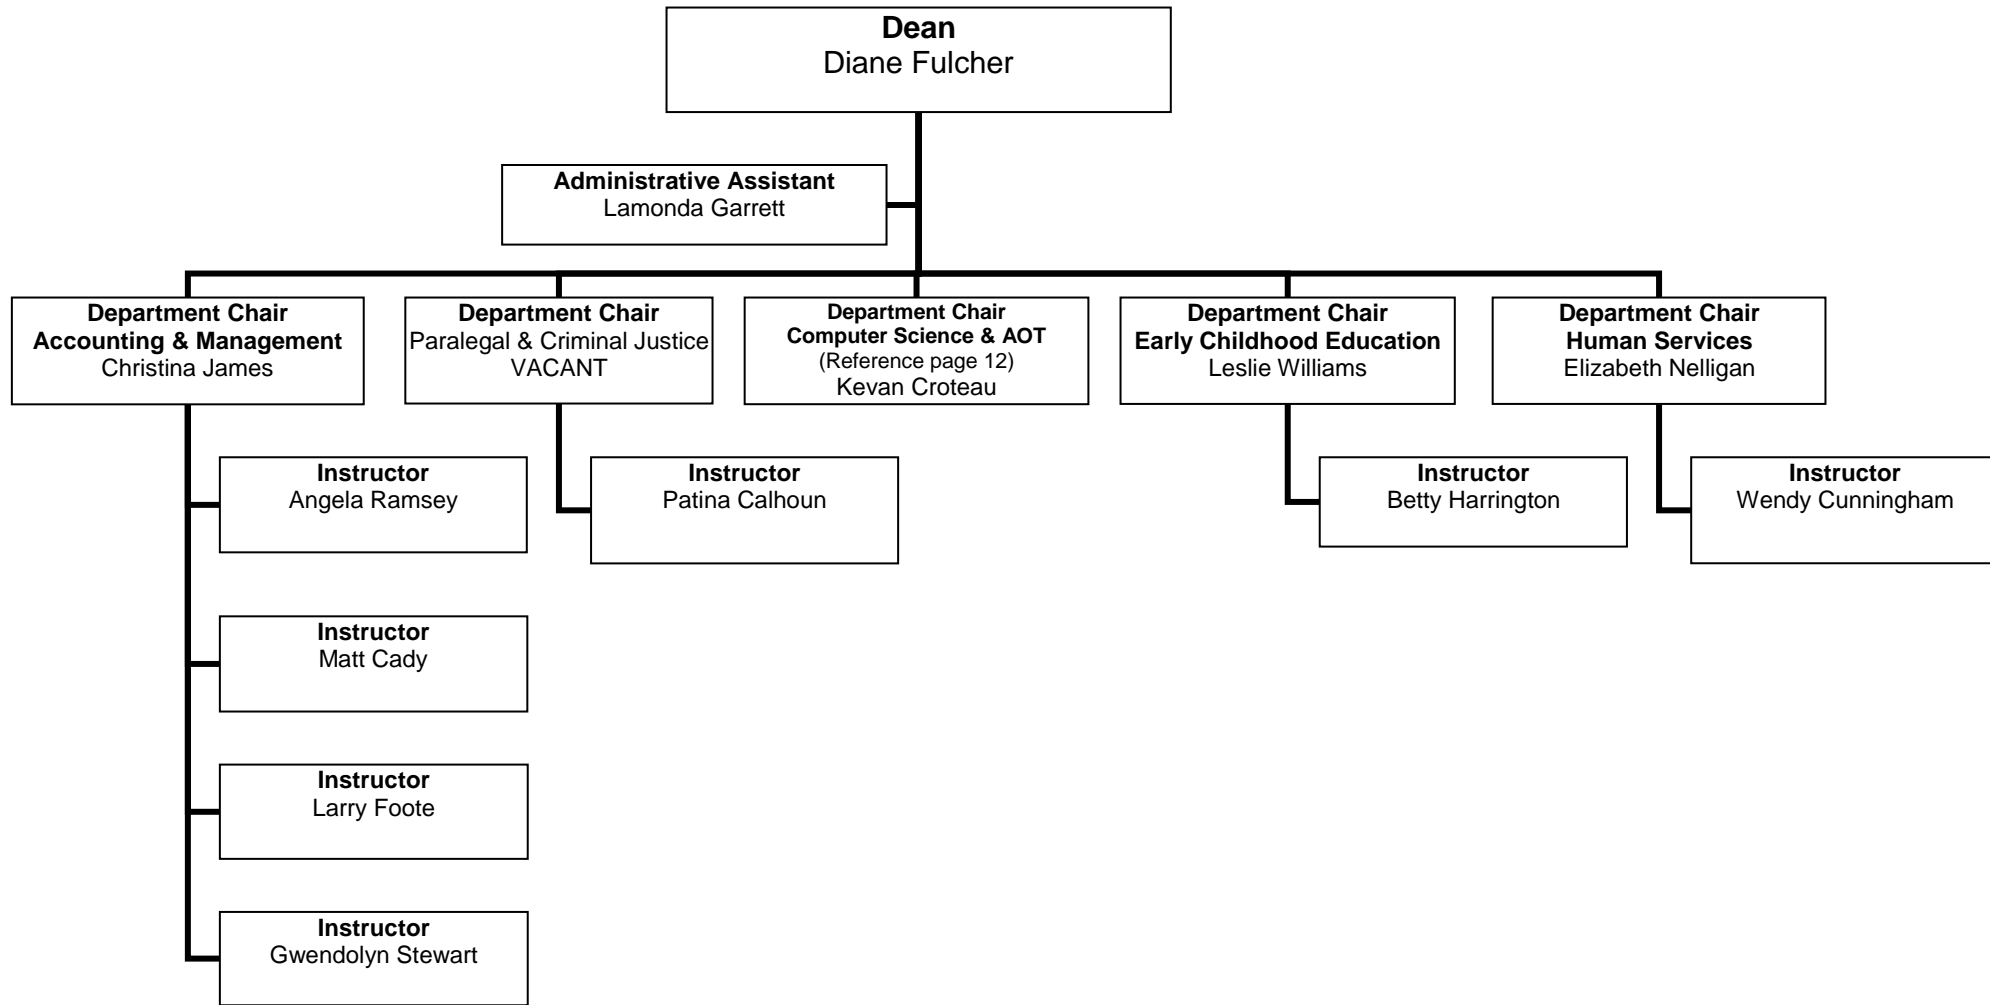 Dean
Diane Fulcher
Administrative Assistant
Lamonda Garrett
Department Chair
Accounting & Management
Christina James
Department Chair
Paralegal & Criminal Justice
VACANT
Department Chair
Computer Science & AOT
(Reference page 12)
Kevan Croteau
Department Chair
Early Childhood Education
Leslie Williams
Department Chair
Human Services
Elizabeth Nelligan
Instructor
Angela Ramsey
Instructor
Patina Calhoun
Instructor
Betty Harrington
Instructor
Wendy Cunningham
Instructor
Matt Cady
Instructor
Larry Foote
Instructor
Gwendolyn Stewart